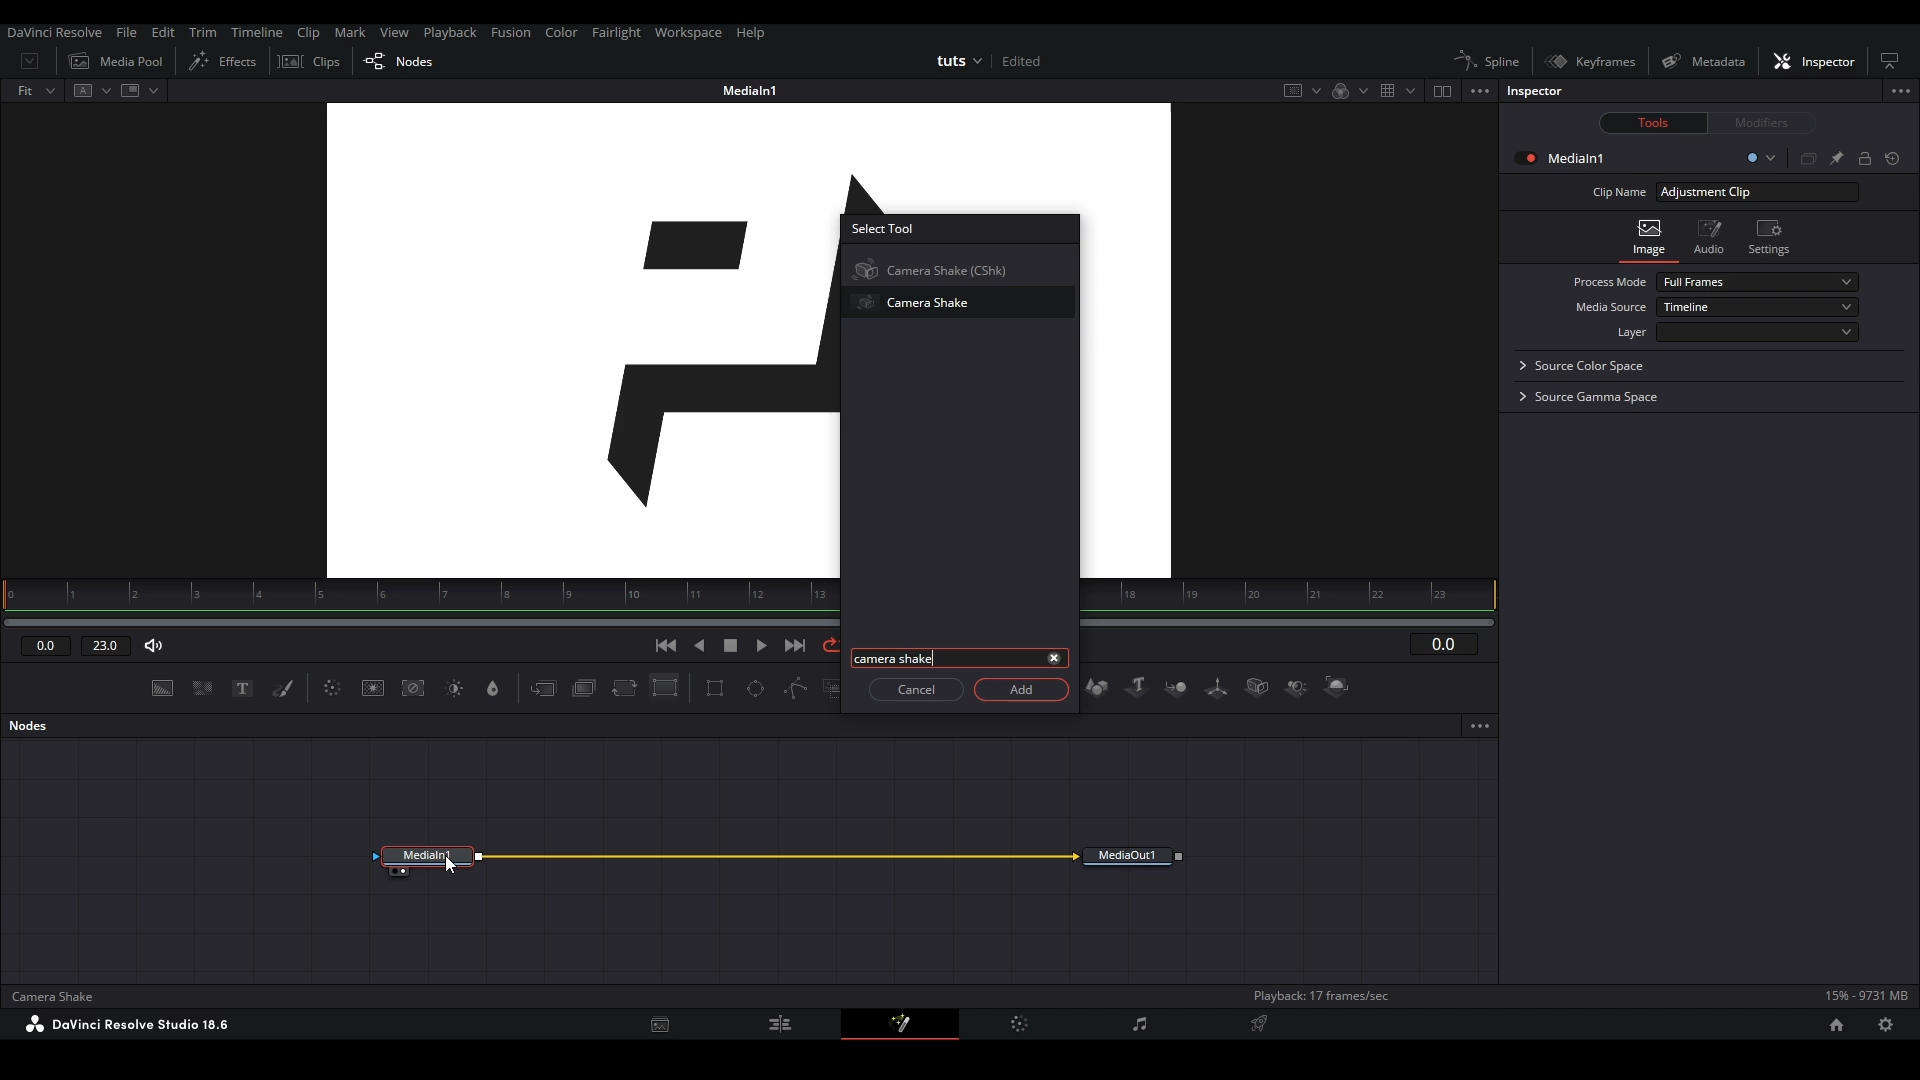 DaVinci Resolve File Edit Trim Timeline Clip Mark View Playback Fusion Color Fairlight Workspace Help
Media Pool Effects Clips Nodes tuts Edited Spline Keyframes Metadata Inspector
Fit A MediaIn1 Inspector
Tools Modifiers
MediaIn1
Clip Name Adjustment Clip
Select Tool
Image Audio Settings
Camera Shake (CShk)
Process Mode Full Frames
Camera Shake
Media Source Timeline
Layer
Source Color Space
Source Gamma Space
0 1 2 3 4 5 6 7 8 9 10 11 12 13 18 19 20 21 22 23
0.0 23.0 0.0
camera shake
T
Cancel Add
Nodes
MediaIn1 MediaOut1
Camera Shake Playback: 17 frames/sec 15% - 9731 MB
DaVinci Resolve Studio 18.6